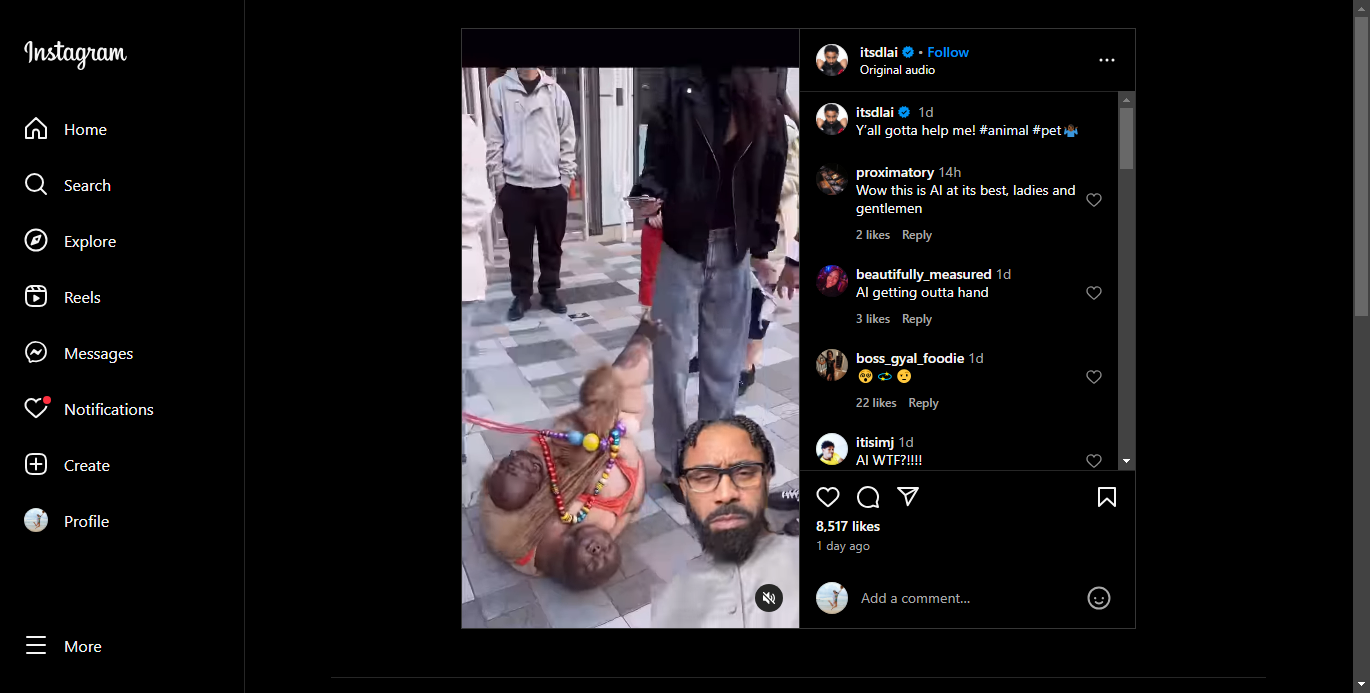 Instagram
Home
Search
Explore
Reels
Messages
Notifications
Create
Profile
More
itsdlai • Follow
Original audio
itsdlai 1d
Y'all gotta help me! #animal #pet🤷🏾‍♂️
proximatory 14h
Wow this is AI at its best, ladies and
gentlemen
2 likes Reply
beautifully_measured 1d
AI getting outta hand
3 likes Reply
boss_gyal_foodie 1d
22 likes Reply
itisimj 1d
AI WTF?!!!!
8,517 likes
1 day ago
Add a comment...